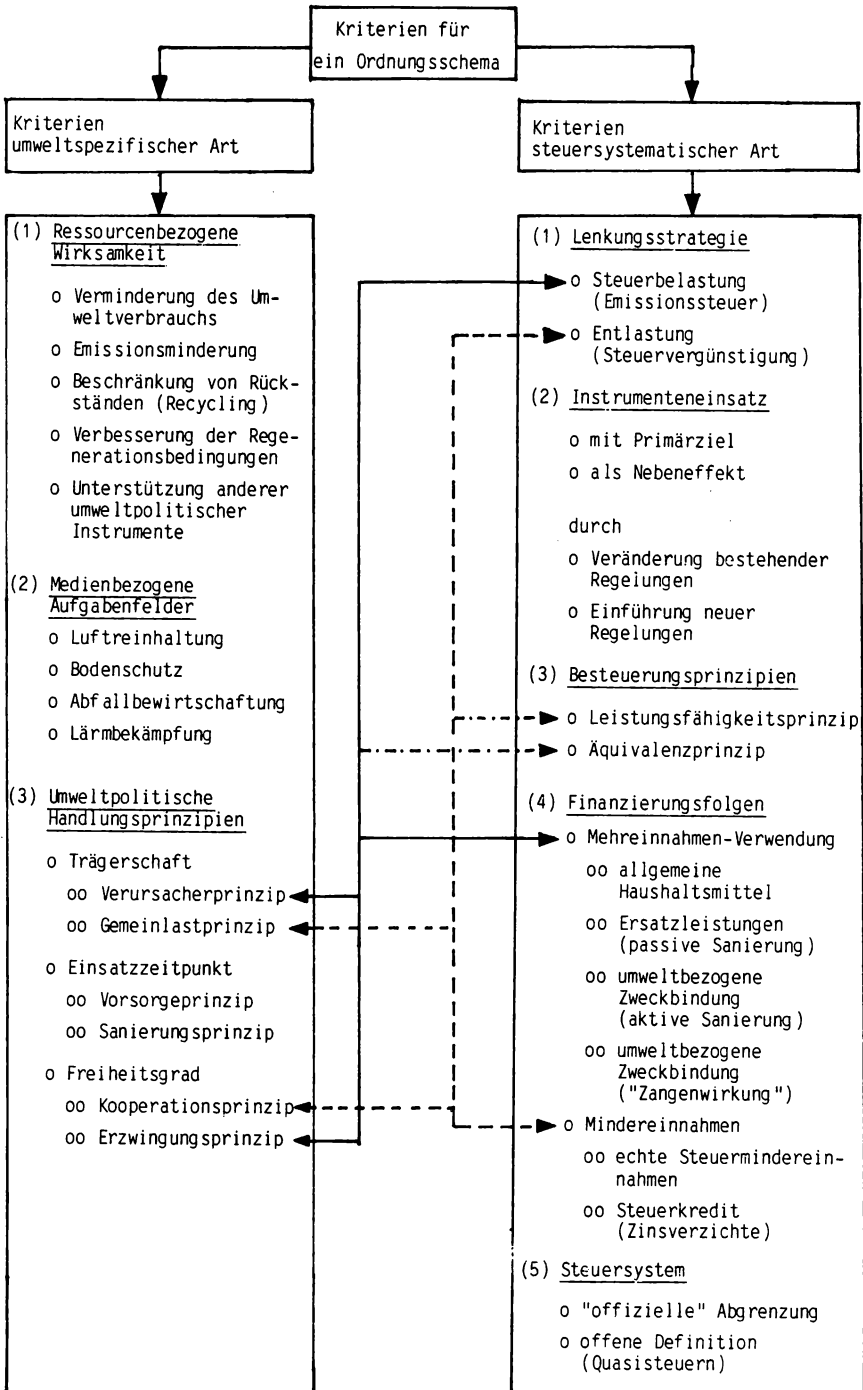 Kriterien für
ein Ordnungsschema
Kriterien
umweltspezifischer Art
(1) Ressourcenbezogene
Wirksamkeit
o Verminderung des Um-
weltverbrauchs
o Emissionsminderung
o Beschränkung von Rück-
ständen (Recycling)
o Verbesserung der Rege-
nerationsbedingungen
o Unterstützung anderer
umweltpolitischer
Instrumente
(2) Medienbezogene
Aufgabenfelder
o Luftreinhaltung
o Bodenschutz
o Abfallbewirtschaftung
o Lärmbekämpfung
(3) Umweltpolitische
Handlungsprinzipien
o Trägerschaft
oo Verursacherprinzip
oo Gemeinlastprinzip
o Einsatzzeitpunkt
oo Vorsorgeprinzip
oo Sanierungsprinzip
o Freiheitsgrad
oo Kooperationsprinzip
oo Erzwingungsprinzip
Kriterien
steuersystematischer Art
(1) Lenkungsstrategie
o Steuerbelastung
(Emissionssteuer)
o Entlastung
(Steuervergünstigung)
(2) Instrumenteneinsatz
o mit Primärziel
o als Nebeneffekt
durch
o Veränderung bestehender
Regelungen
o Einführung neuer
Regelungen
(3) Besteuerungsprinzipien
o Leistungsfähigkeitsprinzip
o Äquivalenzprinzip
(4) Finanzierungsfolgen
o Mehreinnahmen-Verwendung
oo allgemeine
Haushaltsmittel
oo Ersatzleistungen
(passive Sanierung)
oo umweltbezogene
Zweckbindung
(aktive Sanierung)
oo umweltbezogene
Zweckbindung
("Zangenwirkung")
o Mindereinnahmen
oo echte Steuermindereín-
nahmen
oo Steuerkredit
(Zinsverzichte)
(5) Steuersystem
o "offizielle" Abgrenzung
o offene Definition
(Quasisteuern)